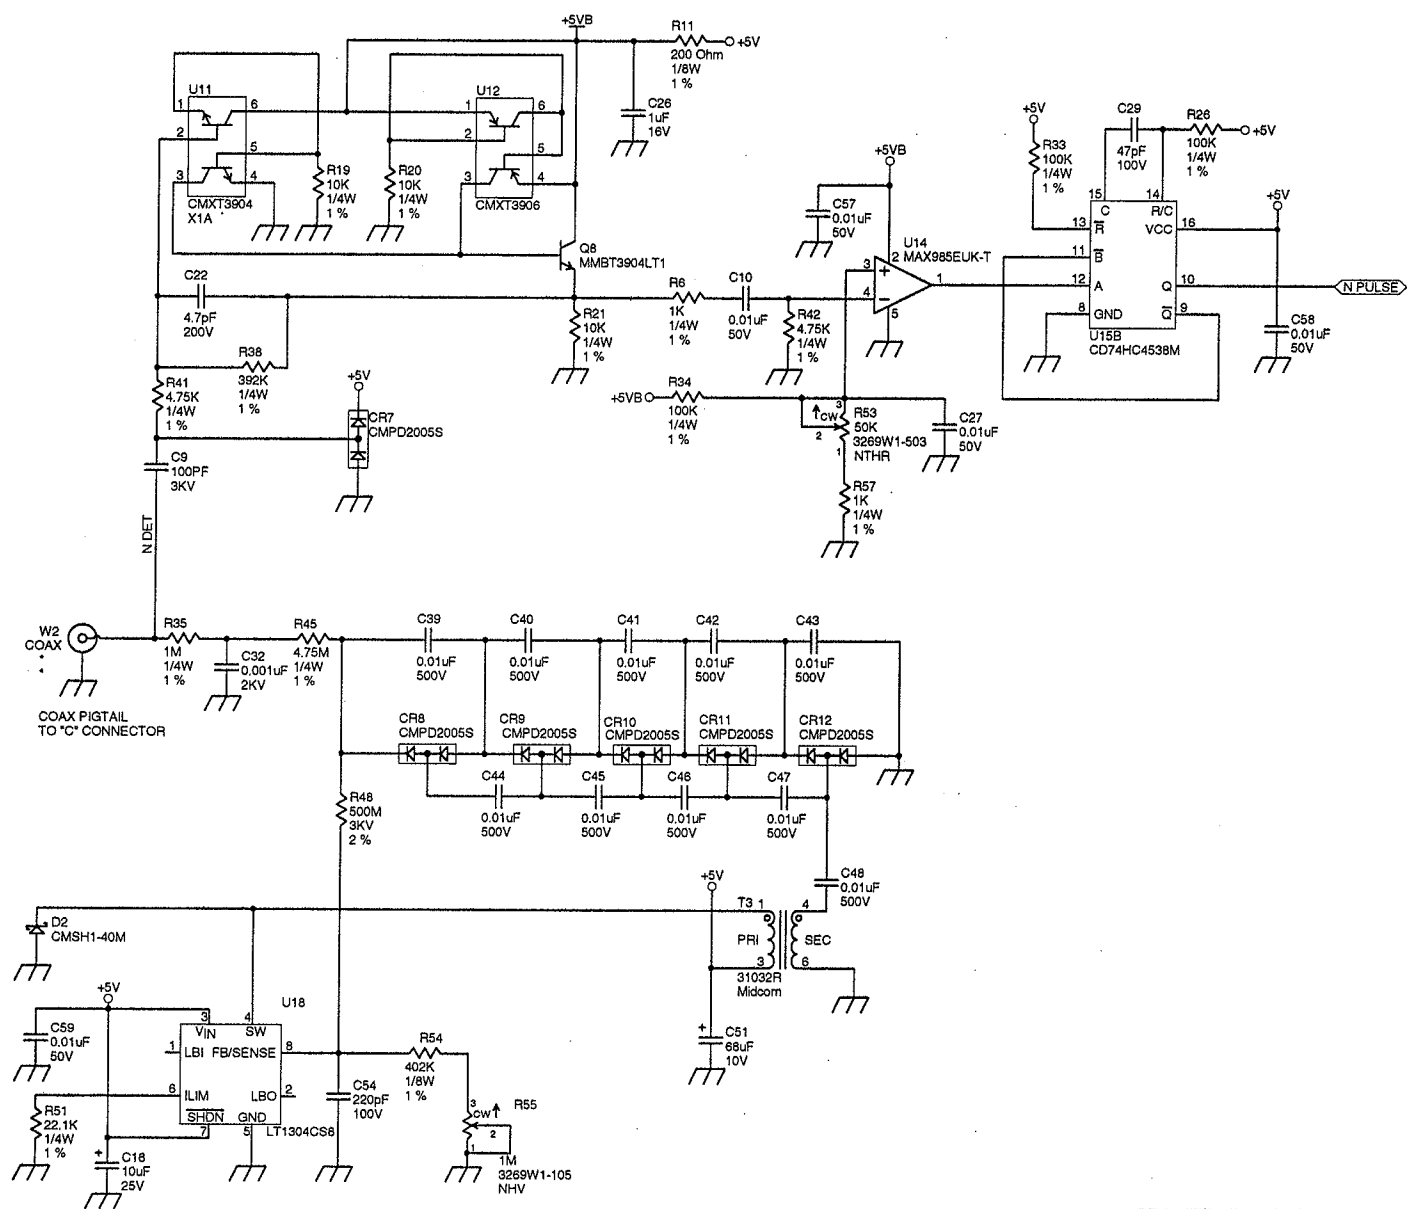 +5VB
R11
200 Ohm
1/8W
1 %
+5V
U11
1
6
2
5
3
4
CMXT3904
X1A
R19
10K
1/4W
1 %
R20
10K
1/4W
1 %
U12
1
6
2
5
3
4
CMXT3906
C26
1uF
16V
Q8
MMBT3904LT1
C22
4.7pF
200V
R38
392K
1/4W
1 %
R41
4.75K
1/4W
1 %
+5V
CR7
CMPD2005S
C9
100PF
3KV
N DET
R21
10K
1/4W
1 %
R6
1K
1/4W
1 %
C10
0.01uF
50V
R42
4.75K
1/4W
1 %
+5VB
C57
0.01uF
50V
U14
MAX985EUK-T
2
3
+
4
-
1
5
+5VB
R34
100K
1/4W
1 %
3
CW
2
1
R53
50K
3269W1-503
NTHR
C27
0.01uF
50V
R57
1K
1/4W
1 %
+5V
R33
100K
1/4W
1 %
C29
47pF
100V
R26
100K
1/4W
1 %
+5V
15
14
C
R/C
13
R
VCC
16
11
B
12
A
Q
10
8
GND
Q
9
U15B
CD74HC4538M
+5V
N PULSE
C58
0.01uF
50V
W2
COAX
COAX PIGTAIL
TO "C" CONNECTOR
R35
1M
1/4W
1 %
C32
0.001uF
2KV
R45
4.75M
1/4W
1 %
C39
0.01uF
500V
C40
0.01uF
500V
C41
0.01uF
500V
C42
0.01uF
500V
C43
0.01uF
500V
CR8
CMPD2005S
CR9
CMPD2005S
CR10
CMPD2005S
CR11
CMPD2005S
CR12
CMPD2005S
C44
0.01uF
500V
C45
0.01uF
500V
C46
0.01uF
500V
C47
0.01uF
500V
R48
500M
3KV
2 %
C48
0.01uF
500V
+5V
T3
1
4
PRI
SEC
3
6
31032R
Midcom
+
C51
68uF
10V
D2
CMSH1-40M
+5V
U18
3
4
VIN
SW
1
LBI
FB/SENSE
8
6
ILIM
LBO
2
SHDN
GND
7
5
LT1304CS8
C59
0.01uF
50V
R51
22.1K
1/4W
1 %
+
C18
10uF
25V
C54
220pF
100V
R54
402K
1/8W
1 %
3
CW
2
1
R55
1M
3269W1-105
NHV